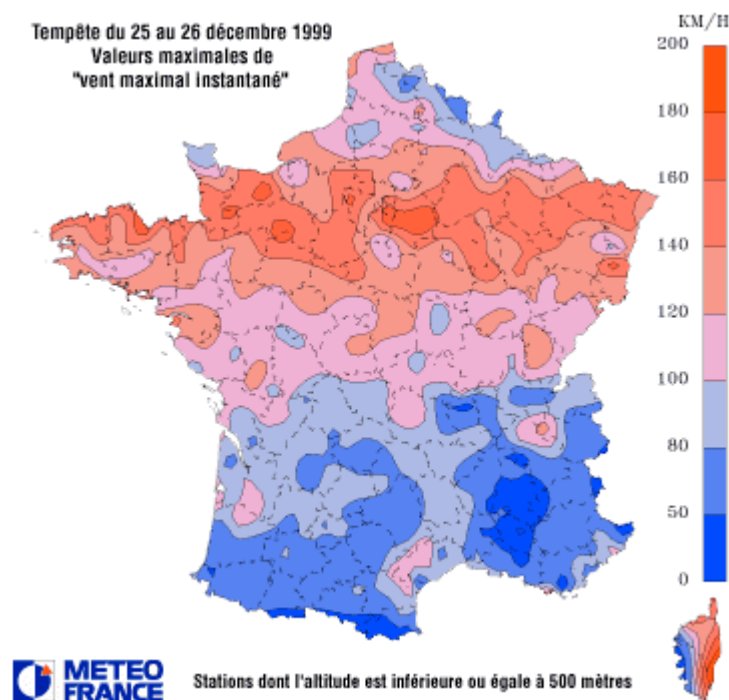 Tempête du 25 au 26 décembre 1999
Valeurs maximales de
"vent maximal instantané"
KM/H
200
180
160
140
120
100
80
50
0
METEO
FRANCE
Stations dont l'altitude est inférieure ou égale à 500 mètres